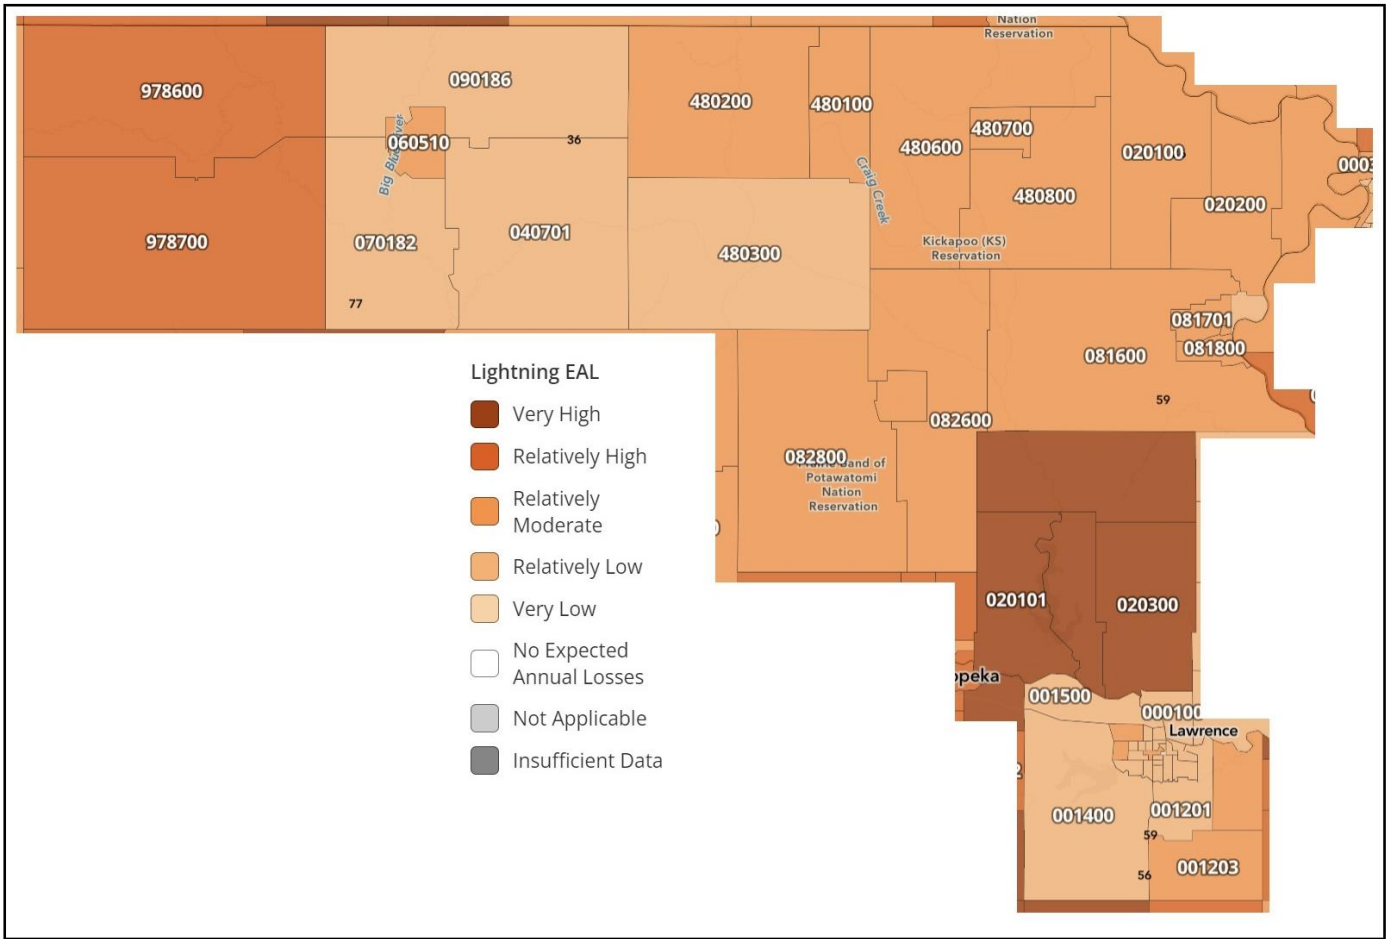 Nation
Reservation
978600
090186
480200
480100
480700
480600
020100
060510
36
Big Blue River
Craig Creek
480800
020200
978700
070182
040701
480300
Kickapoo (KS)
Reservation
77
081701
081600
081800
59
082600
082800
Potawatomi
Nation
Reservation
Lightning EAL
Very High
Relatively High
Relatively
Moderate
Relatively Low
Very Low
No Expected
Annual Losses
Not Applicable
Insufficient Data
020101
020300
opeka
001500
000100
Lawrence
001400
001201
59
56
001203